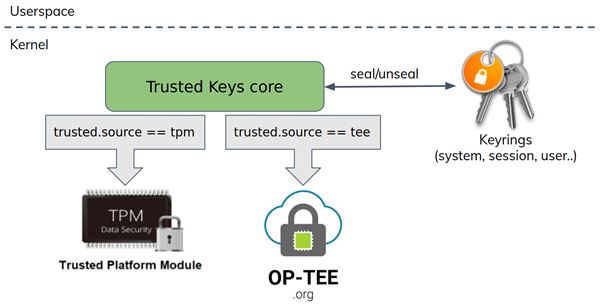 Userspace
Kernel
Trusted Keys core
seal/unseal
Keyrings
(system, session, user..)
trusted.source == tpm
trusted.source == tee
TPM
Data Security
Trusted Platform Module
OP-TEE
.org